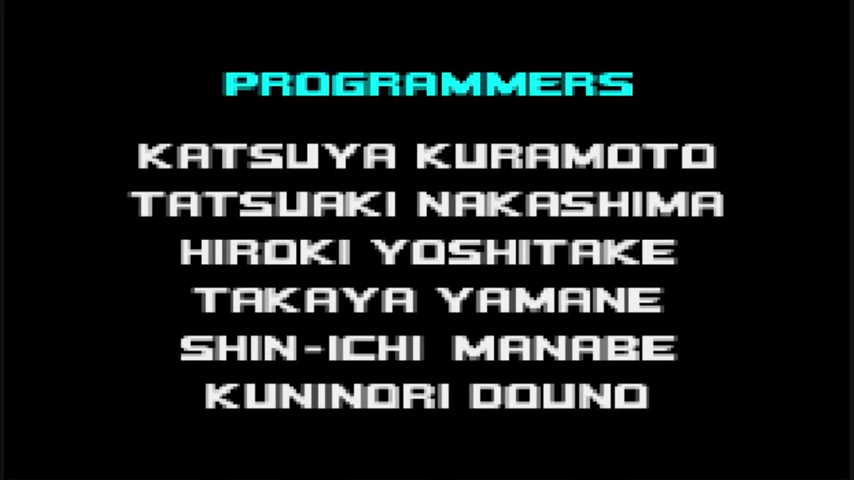 PROGRAMMERS
KATSUYA KURAMOTO
TATSUAKI NAKASHIMA
HIROKI YOSHITAKE
TAKAYA YAMANE
SHIN-ICHI MANABE
KUNINORI DOUNO